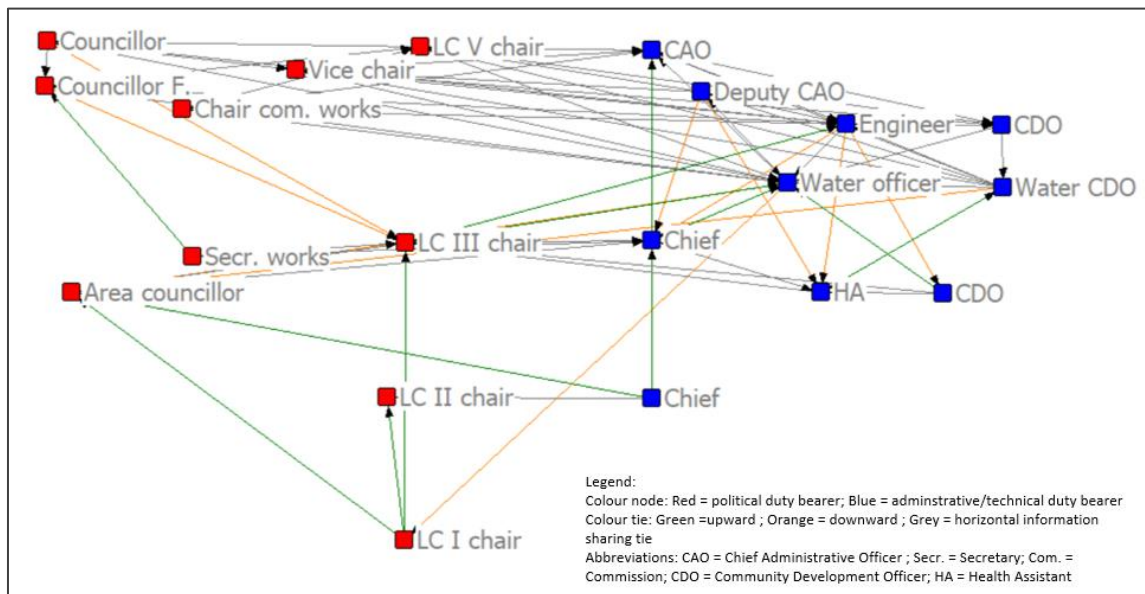 Councillor
LC V chair
CAO
Vice chair
Councillor F.
Deputy CAO
Chair com. works
Engineer
CDO
Water officer
Water CDO
LC III chair
Chief
Secr. works
Area councillor
HA
CDO
LC II chair
Chief
LC I chair
Legend:
Colour node: Red = political duty bearer; Blue = adminstrative/technical duty bearer
Colour tie: Green =upward ; Orange = downward ; Grey = horizontal information
sharing tie
Abbreviations: CAO = Chief Administrative Officer ; Secr. = Secretary; Com. =
Commission; CDO = Community Development Officer; HA = Health Assistant